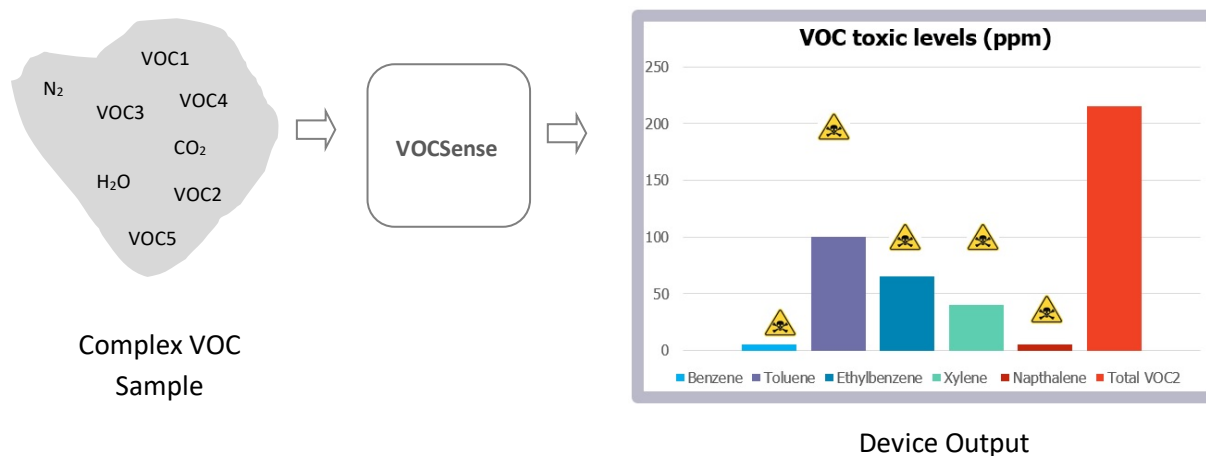 VOC1
N₂
VOC3
VOC4
CO₂
H₂O
VOC2
VOC5
Complex VOC
Sample
VOCSense
VOC toxic levels (ppm)
250
200
150
100
50
0
Benzene Toluene Ethylbenzene Xylene Napthalene Total VOC2
Device Output